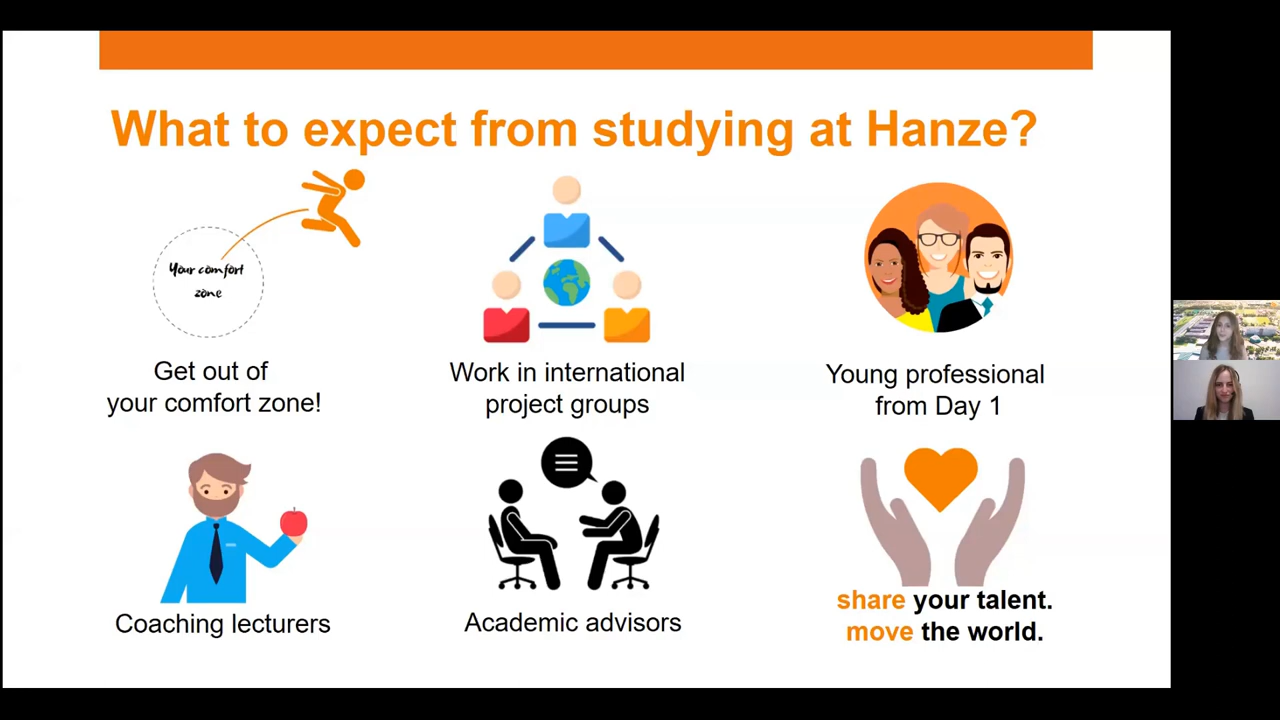 What to expect from studying at Hanze?
Your comfort
zone
Get out of
your comfort zone!
Work in international
project groups
Young professional
from Day 1
Coaching lecturers
Academic advisors
share your talent.
move the world.